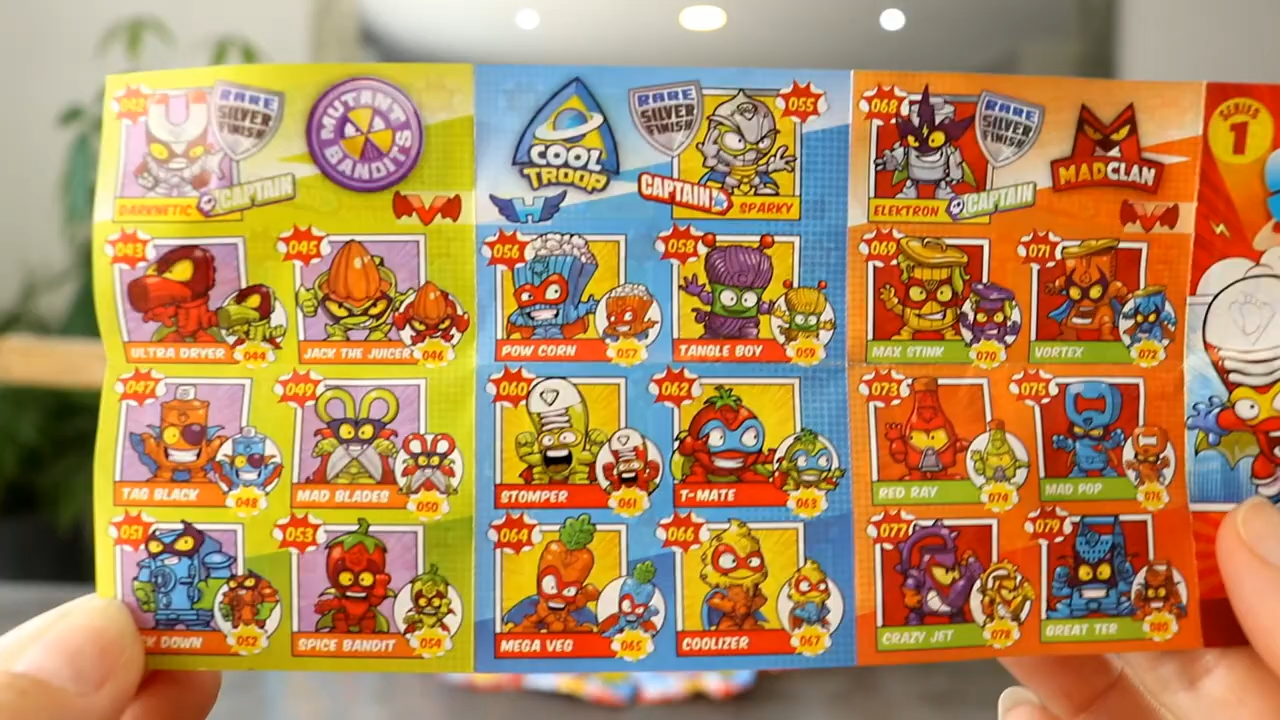 042
RARE
SILVER
FINISH
MUTANT
BANDITS
CAPTAIN
DARKNETIC
043
ULTRA DRYER
044
045
JACK THE JUICER
046
047
TAG BLACK
048
049
MAD BLADES
050
051
K DOWN
052
053
SPICE BANDIT
054
COOL
TROOP
H
RARE
SILVER
FINISH
055
CAPTAIN
SPARKY
056
POW CORN
057
058
TANGLE BOY
059
060
STOMPER
061
062
T-MATE
063
064
MEGA VEG
065
066
COOLIZER
067
068
RARE
SILVER
FINISH
MADCLAN
ELEKTRON
CAPTAIN
V
069
MAX STINK
070
071
VORTEX
072
073
RED RAY
074
075
MAD POP
076
077
CRAZY JET
078
079
GREAT TER
080
SERIES
1